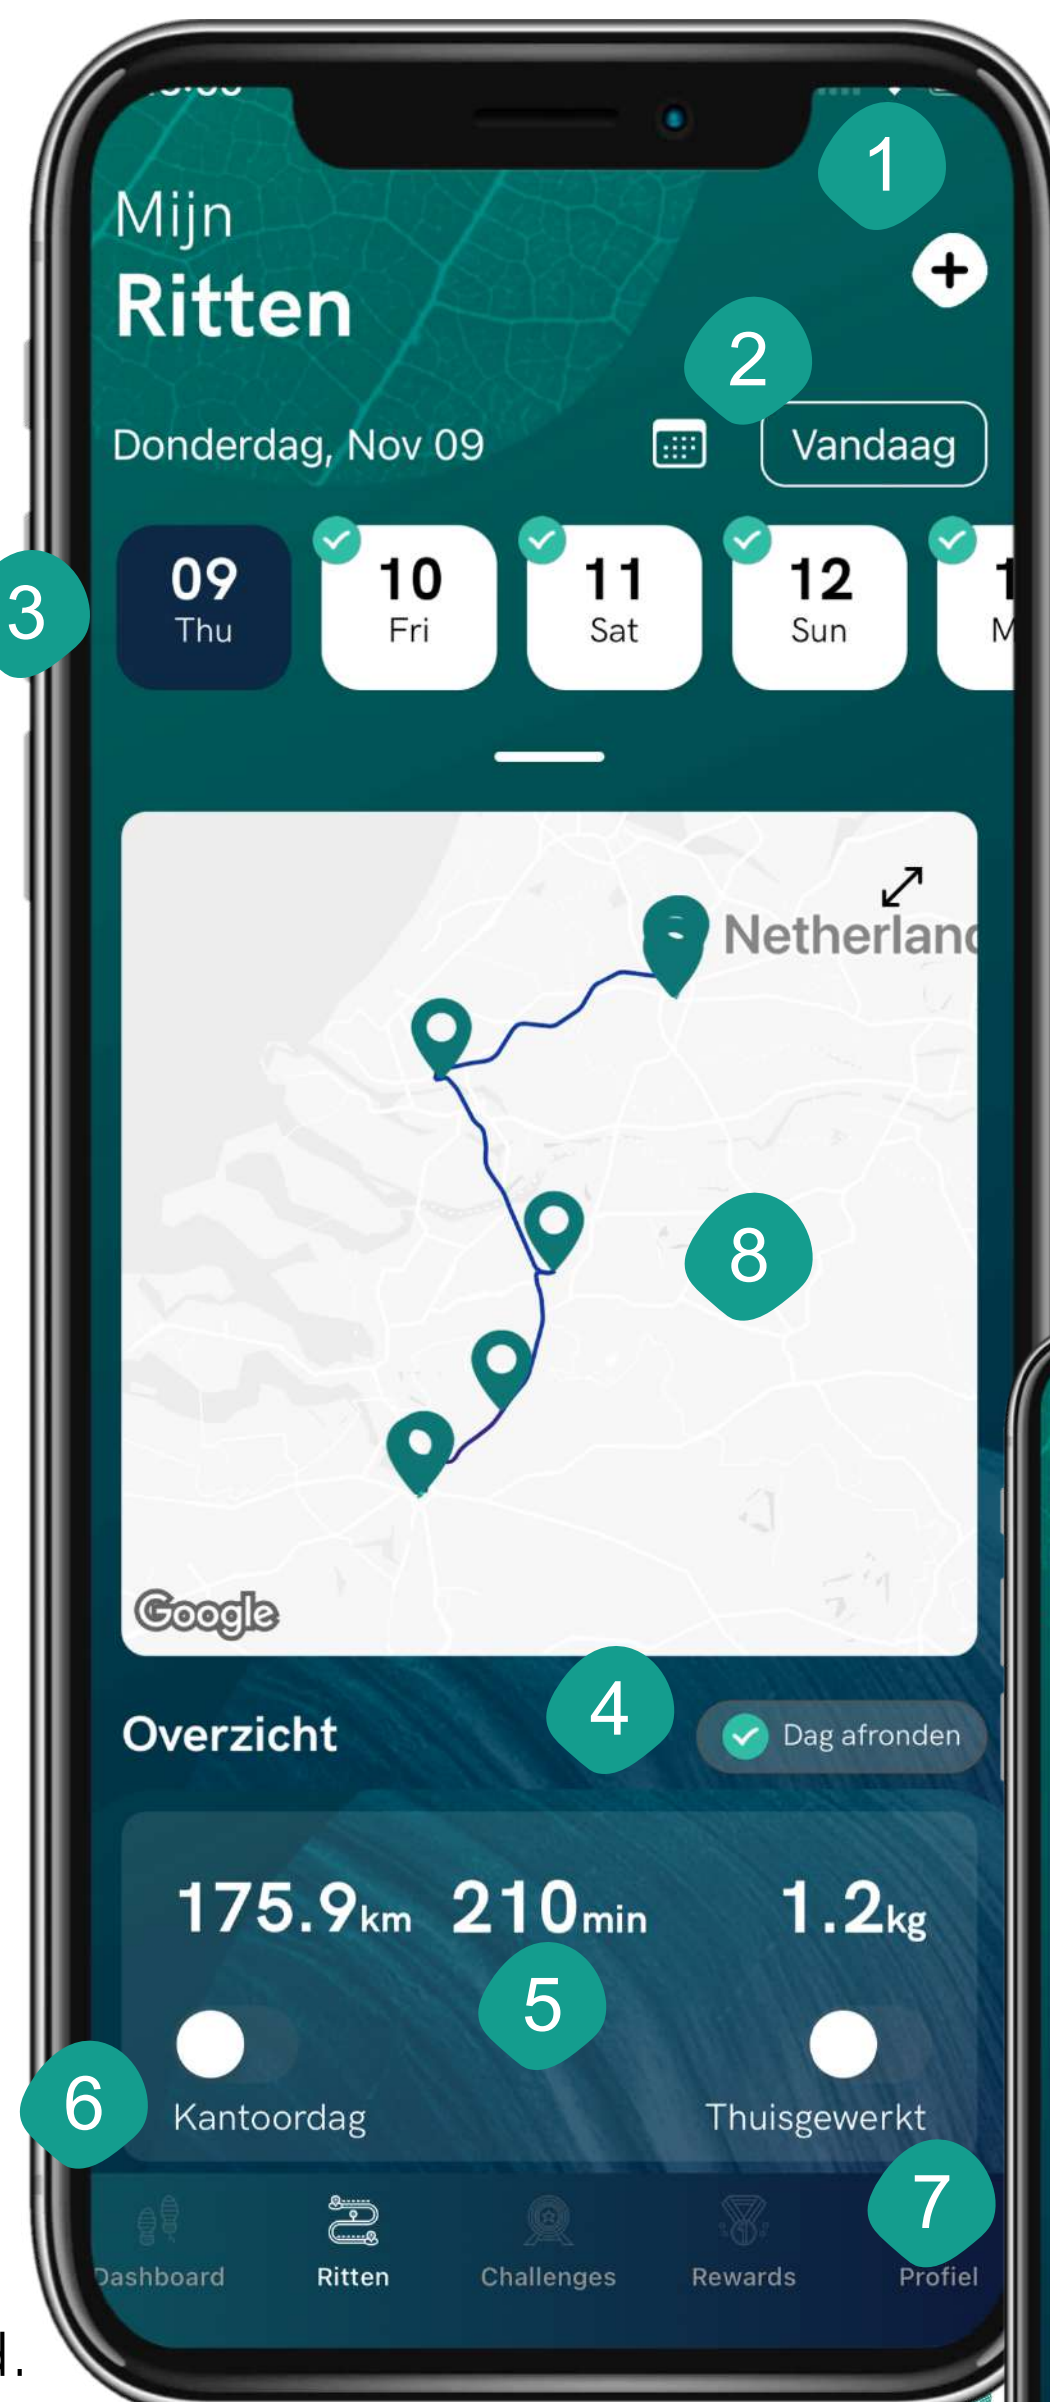 1
Mijn
Ritten
2
Donderdag, Nov 09
Vandaag
3
09
Thu
10
Fri
11
Sat
12
Sun
Netherland
8
Google
4
Overzicht
Dag afronden
175.9km 210min 1.2kg
5
6
Kantoordag
Thuisgewerkt
7
Dashboard
Ritten
Challenges
Rewards
Profiel